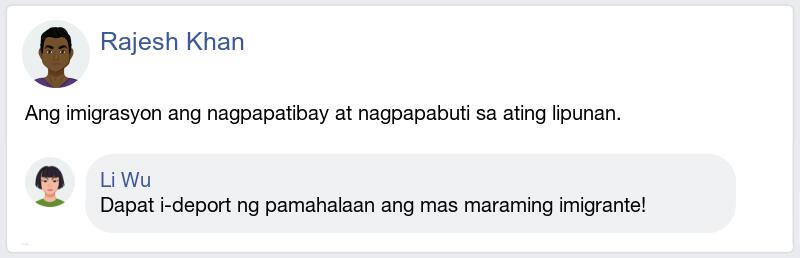 Rajesh Khan
Ang imigrasyon ang nagpapatibay at nagpapabuti sa ating lipunan.
Li Wu
Dapat i-deport ng pamahalaan ang mas maraming imigrante!